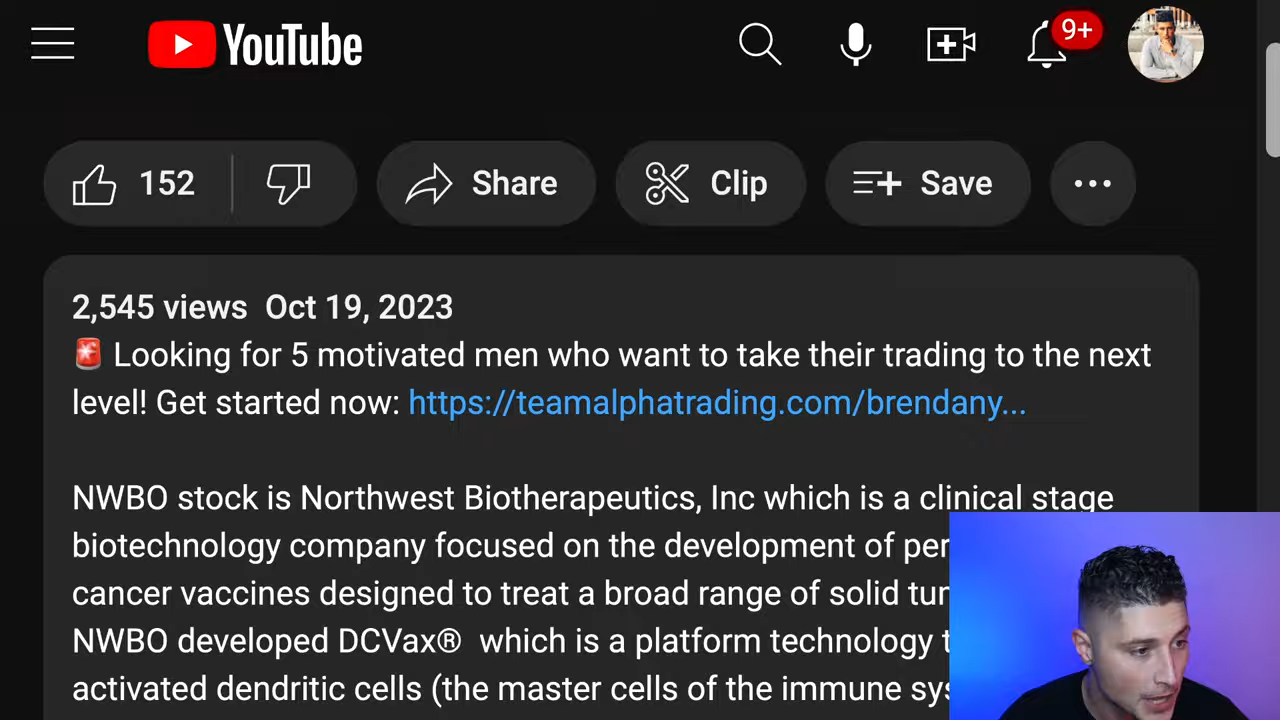 YouTube
9+
152
Share
Clip
Save
2,545 views Oct 19, 2023
🚨 Looking for 5 motivated men who want to take their trading to the next
level! Get started now: https://teamalphatrading.com/brendany...
NWBO stock is Northwest Biotherapeutics, Inc which is a clinical stage
biotechnology company focused on the development of per
cancer vaccines designed to treat a broad range of solid tu
NWBO developed DCVax® which is a platform technology
activated dendritic cells (the master cells of the immune sys